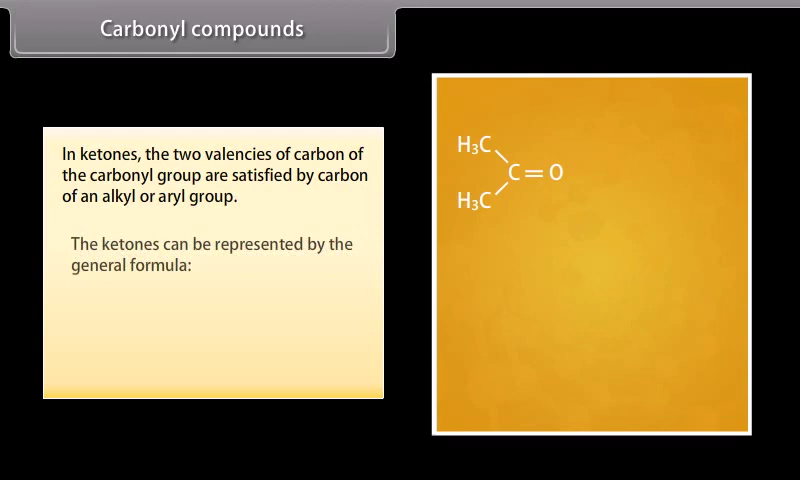 Carbonyl compounds
In ketones, the two valencies of carbon of
the carbonyl group are satisfied by carbon
of an alkyl or aryl group.
The ketones can be represented by the
general formula:
H₃C
C=O
H₃C